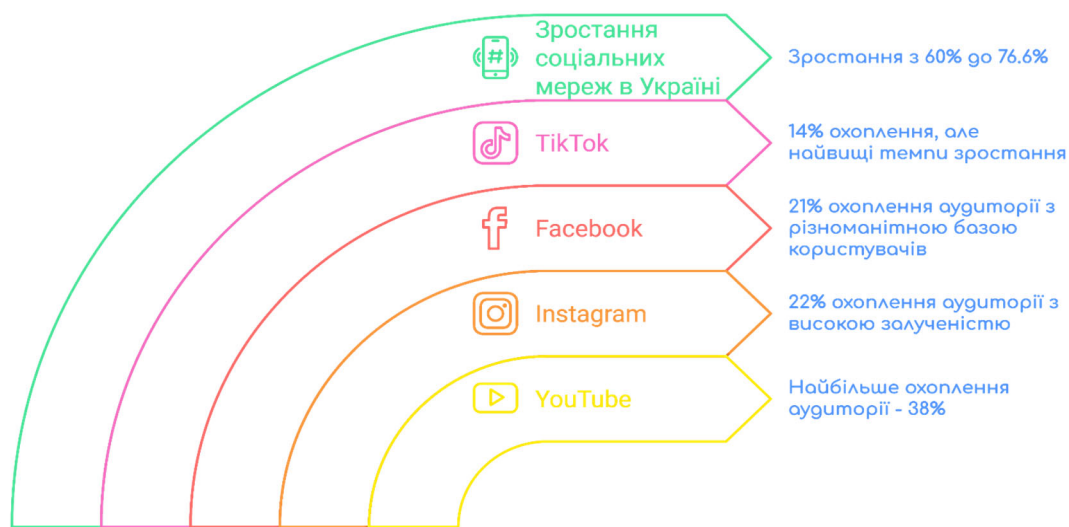 Зростання
соціальних
мереж в Україні
Зростання з 60% до 76.6%
TikTok
14% охоплення, але
найвищі темпи зростання
Facebook
21% охоплення аудиторії з
різноманітною базою
користувачів
Instagram
22% охоплення аудиторії з
високою залученістю
YouTube
Найбільше охоплення
аудиторії - 38%